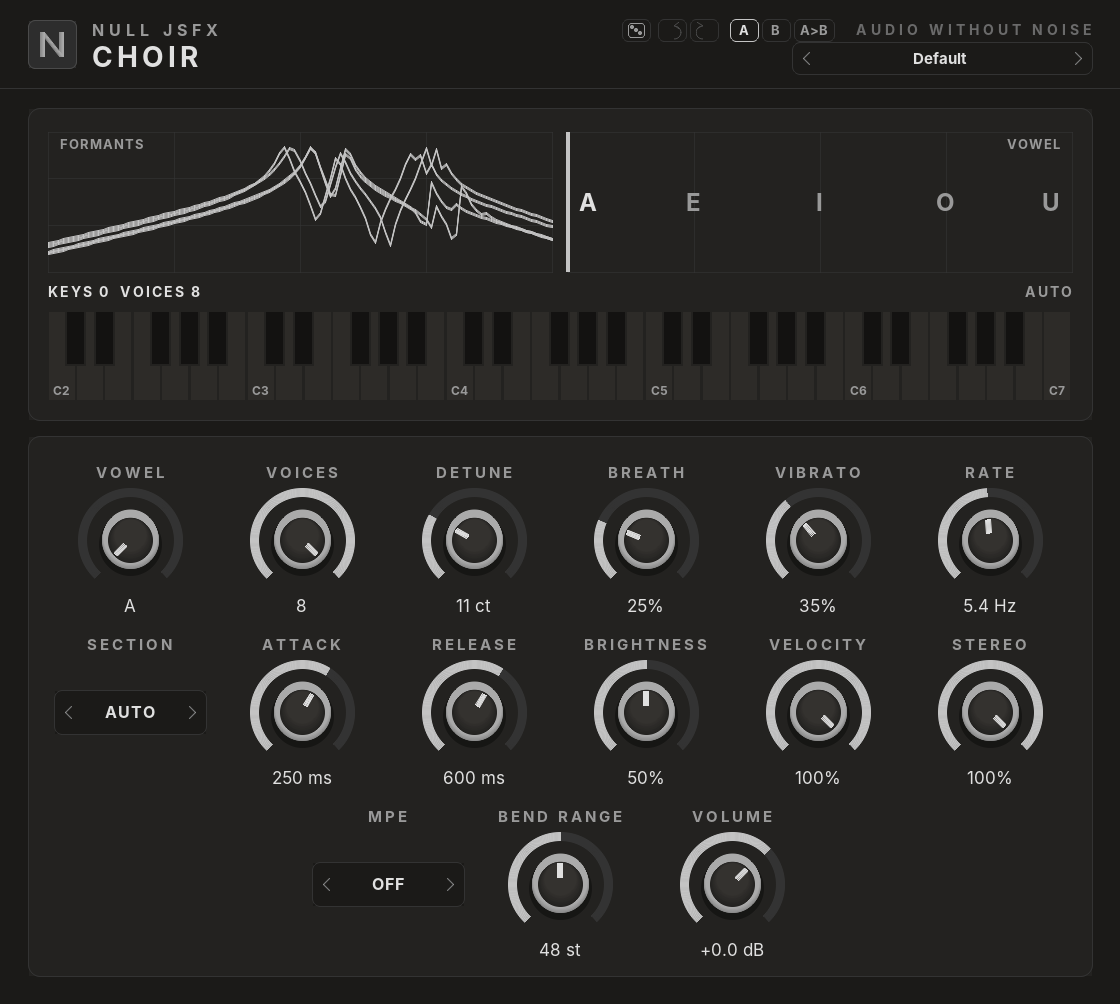 N NULL JSFX
CHOIR
A B A>B AUDIO WITHOUT NOISE
Default
FORMANTS VOWEL
A E I O U
KEYS 0 VOICES 8 AUTO
C2 C3 C4 C5 C6 C7
VOWEL VOICES DETUNE BREATH VIBRATO RATE
A 8 11 ct 25% 35% 5.4 Hz
SECTION ATTACK RELEASE BRIGHTNESS VELOCITY STEREO
AUTO
250 ms 600 ms 50% 100% 100%
MPE BEND RANGE VOLUME
OFF
48 st +0.0 dB